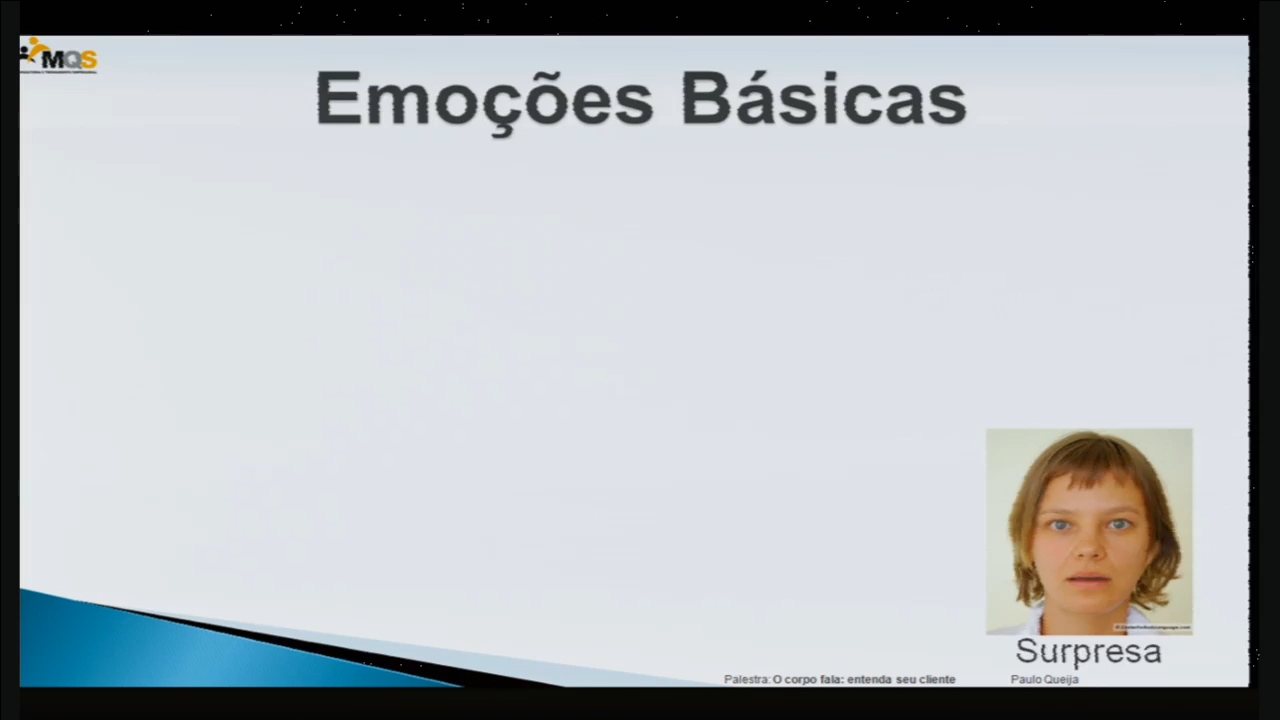 MQS
Emoções Básicas
Surpresa
Palestra: O corpo fala: entenda seu cliente
Paulo Queija